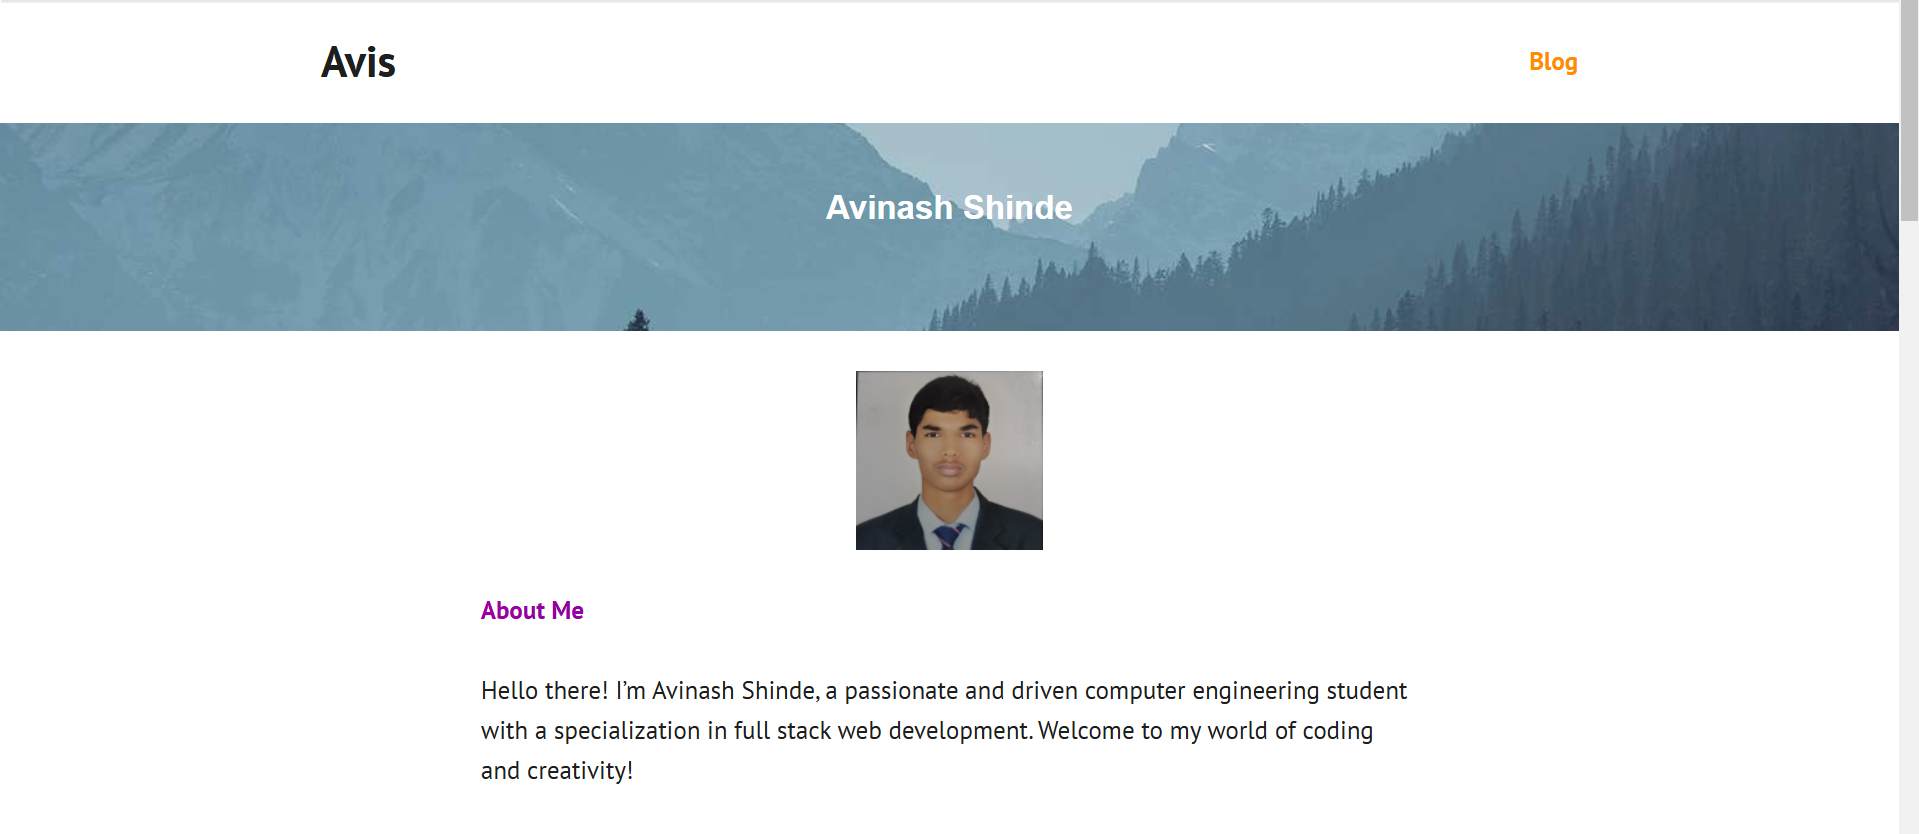 Avis
Blog
Avinash Shinde
About Me
Hello there! I’m Avinash Shinde, a passionate and driven computer engineering student
with a specialization in full stack web development. Welcome to my world of coding
and creativity!